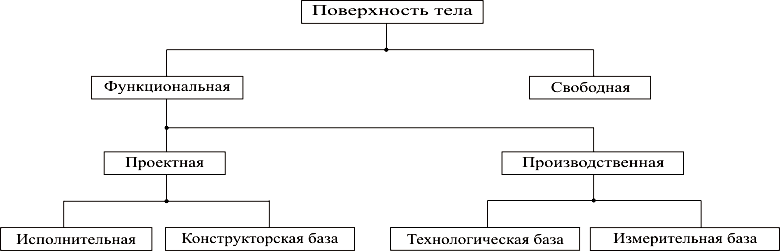 Поверхность тела
Функциональная
Свободная
Проектная
Производственная
Исполнительная
Конструкторская база
Технологическая база
Измерительная база